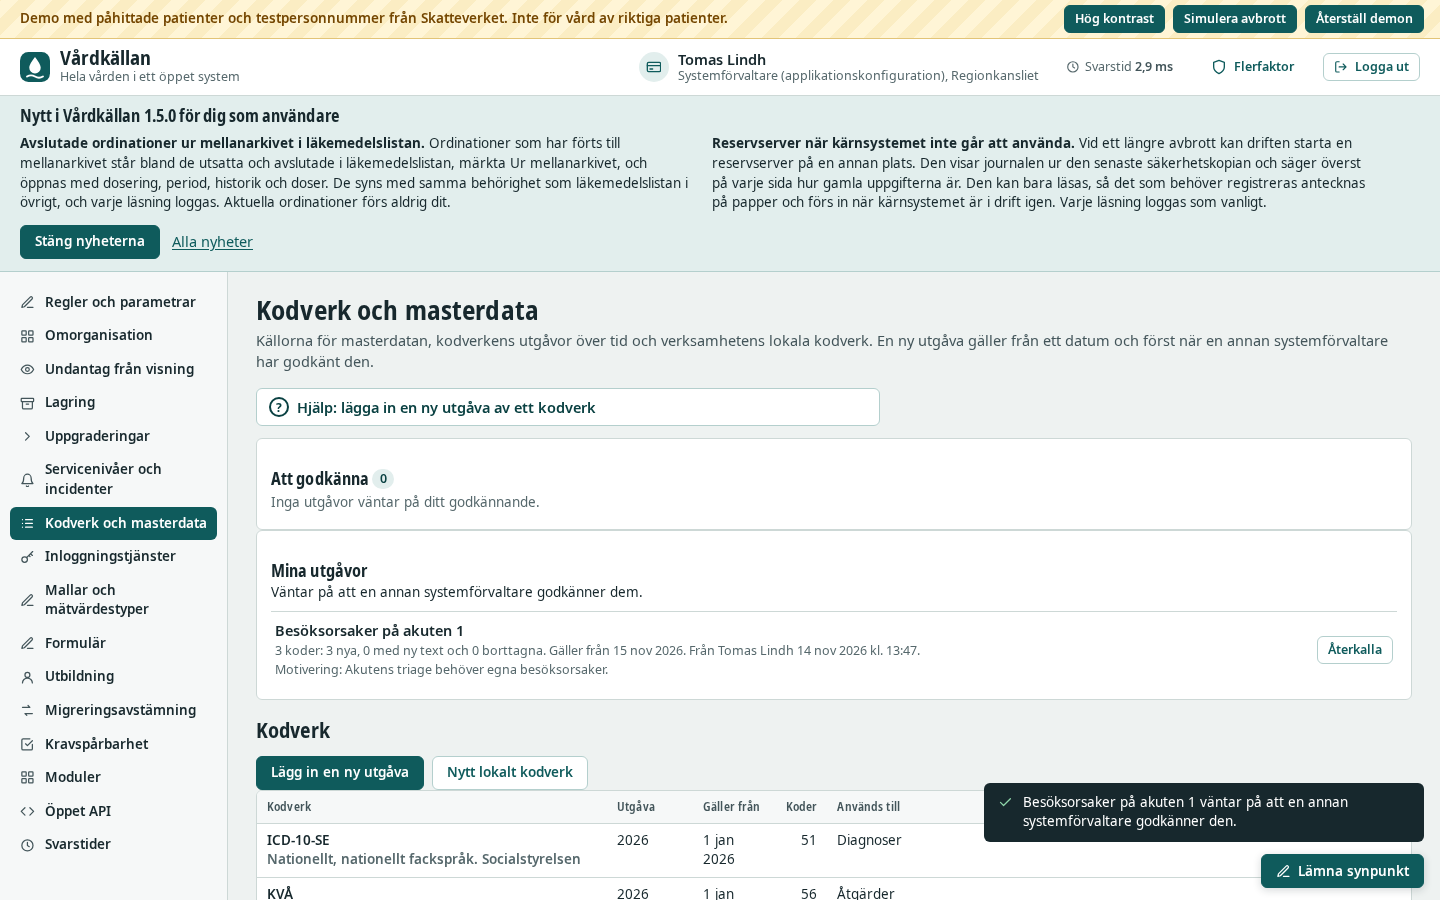 Demo med påhittade patienter och testpersonnummer från Skatteverket. Inte för vård av riktiga patienter.
Hög kontrast
Simulera avbrott
Återställ demon
Vårdkällan
Hela vården i ett öppet system
Tomas Lindh
Systemförvaltare (applikationskonfiguration), Regionkansliet
Svarstid 2,9 ms
Flerfaktor
Logga ut
Nytt i Vårdkällan 1.5.0 för dig som användare
Avslutade ordinationer ur mellanarkivet i läkemedelslistan. Ordinationer som har förts till
mellanarkivet står bland de utsatta och avslutade i läkemedelslistan, märkta Ur mellanarkivet, och
öppnas med dosering, period, historik och doser. De syns med samma behörighet som läkemedelslistan i
övrigt, och varje läsning loggas. Aktuella ordinationer förs aldrig dit.
Reservserver när kärnsystemet inte går att använda. Vid ett längre avbrott kan driften starta en
reservserver på en annan plats. Den visar journalen ur den senaste säkerhetskopian och säger överst
på varje sida hur gamla uppgifterna är. Den kan bara läsas, så det som behöver registreras antecknas
på papper och förs in när kärnsystemet är i drift igen. Varje läsning loggas som vanligt.
Stäng nyheterna
Alla nyheter
Regler och parametrar
Omorganisation
Undantag från visning
Lagring
Uppgraderingar
Servicenivåer och
incidenter
Kodverk och masterdata
Inloggningstjänster
Mallar och
mätvärdestyper
Formulär
Utbildning
Migreringsavstämning
Kravspårbarhet
Moduler
Öppet API
Svarstider
Kodverk och masterdata
Källorna för masterdatan, kodverkens utgåvor över tid och verksamhetens lokala kodverk. En ny utgåva gäller från ett datum och först när en annan systemförvaltare
har godkänt den.
? Hjälp: lägga in en ny utgåva av ett kodverk
Att godkänna 0
Inga utgåvor väntar på ditt godkännande.
Mina utgåvor
Väntar på att en annan systemförvaltare godkänner dem.
Besöksorsaker på akuten 1
3 koder: 3 nya, 0 med ny text och 0 borttagna. Gäller från 15 nov 2026. Från Tomas Lindh 14 nov 2026 kl. 13:47.
Motivering: Akutens triage behöver egna besöksorsaker.
Återkalla
Kodverk
Lägg in en ny utgåva
Nytt lokalt kodverk
Kodverk Utgåva Gäller från Koder Används till
ICD-10-SE 2026 1 jan 51 Diagnoser
Nationellt, nationellt fackspråk. Socialstyrelsen 2026
KVÅ 2026 1 jan 56 Åtgärder
Besöksorsaker på akuten 1 väntar på att en annan
systemförvaltare godkänner den.
Lämna synpunkt